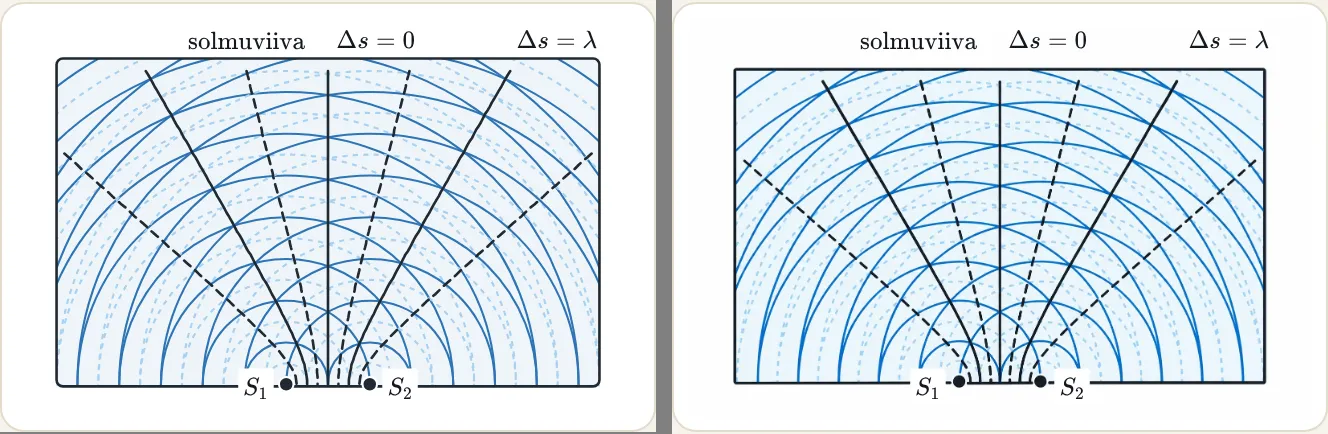 solmuviiva Δs = 0 Δs = λ
S₁ S₂
solmuviiva Δs = 0 Δs = λ
S₁ S₂